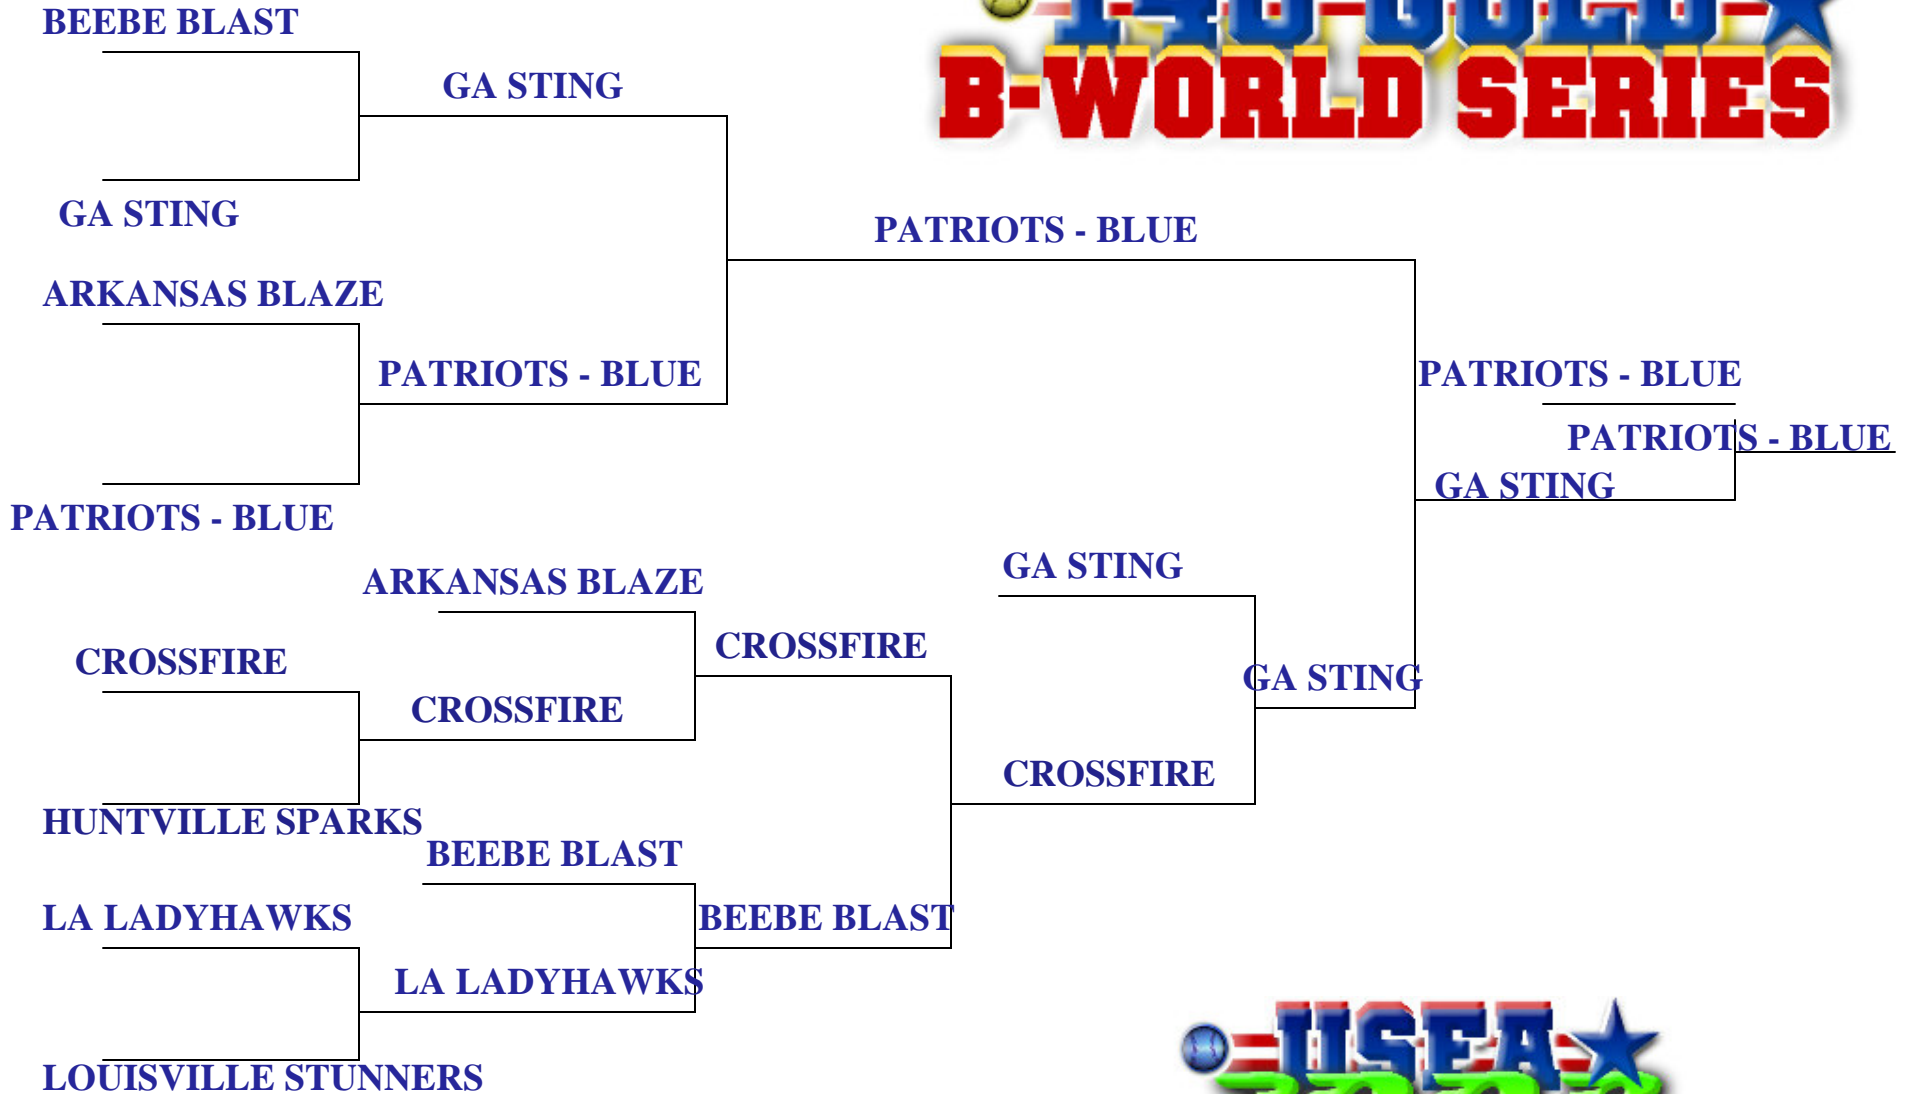 BEEBE BLAST
GA STING
GA STING
ARKANSAS BLAZE
PATRIOTS - BLUE
PATRIOTS - BLUE
B-WORLD SERIES
PATRIOTS - BLUE
PATRIOTS - BLUE
PATRIOTS - BLUE
GA STING
ARKANSAS BLAZE
CROSSFIRE
CROSSFIRE
CROSSFIRE
HUNTVILLE SPARKS
BEEBE BLAST
LA LADYHAWKS
BEEBE BLAST
LA LADYHAWKS
LOUISVILLE STUNNERS
GA STING
GA STING
CROSSFIRE
USFA